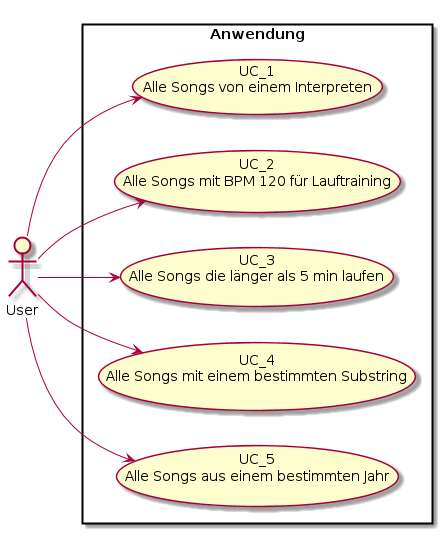 Anwendung
UC_1
Alle Songs von einem Interpreten
UC_2
Alle Songs mit BPM 120 für Lauftraining
UC_3
Alle Songs die länger als 5 min laufen
User
UC_4
Alle Songs mit einem bestimmten Substring
UC_5
Alle Songs aus einem bestimmten Jahr